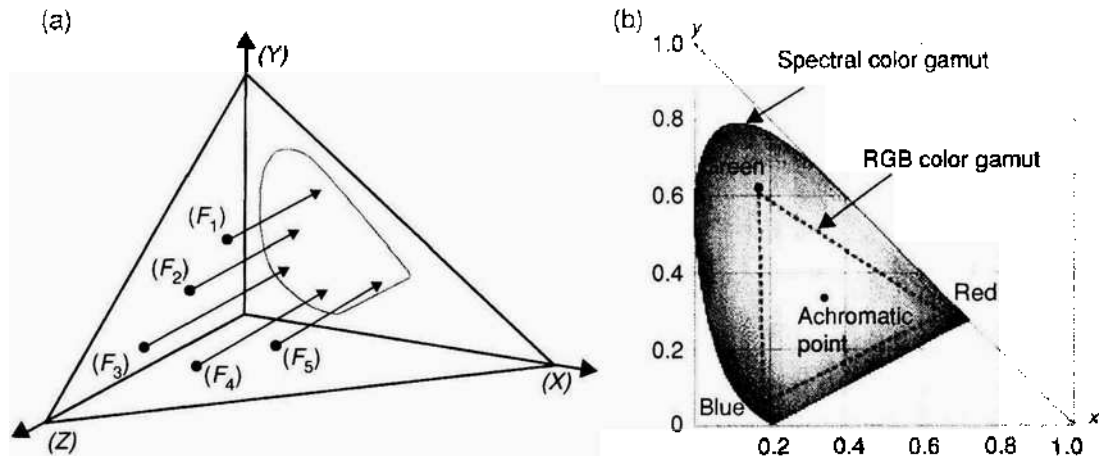 (a)
(Y)
(F1)
(F2)
(F3)
(F4)
(F5)
(X)
(Z)
(b)
y
1.0
Spectral color gamut
0.8
RGB color gamut
0.6
0.4
Red
Achromatic
point
0.2
Blue
0
x
0.2 0.4 0.6 0.8 1.0